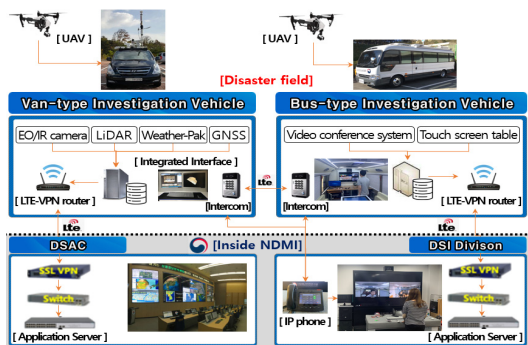 [ UAV ]
[ UAV ]
[Disaster field]
Van-type Investigation Vehicle
Bus-type Investigation Vehicle
EO/IR camera
LiDAR
Weather-Pak
GNSS
Video conference system
Touch screen table
[ Integrated Interface ]
[ LTE-VPN router ]
[Intercom]
Lte
[Intercom]
[ LTE-VPN router ]
Lte
Lte
DSAC
[Inside NDMI]
DSI Divison
SSL VPN
Switch
[ Application Server ]
[ IP phone ]
SSL VPN
Switch
[ Application Server ]